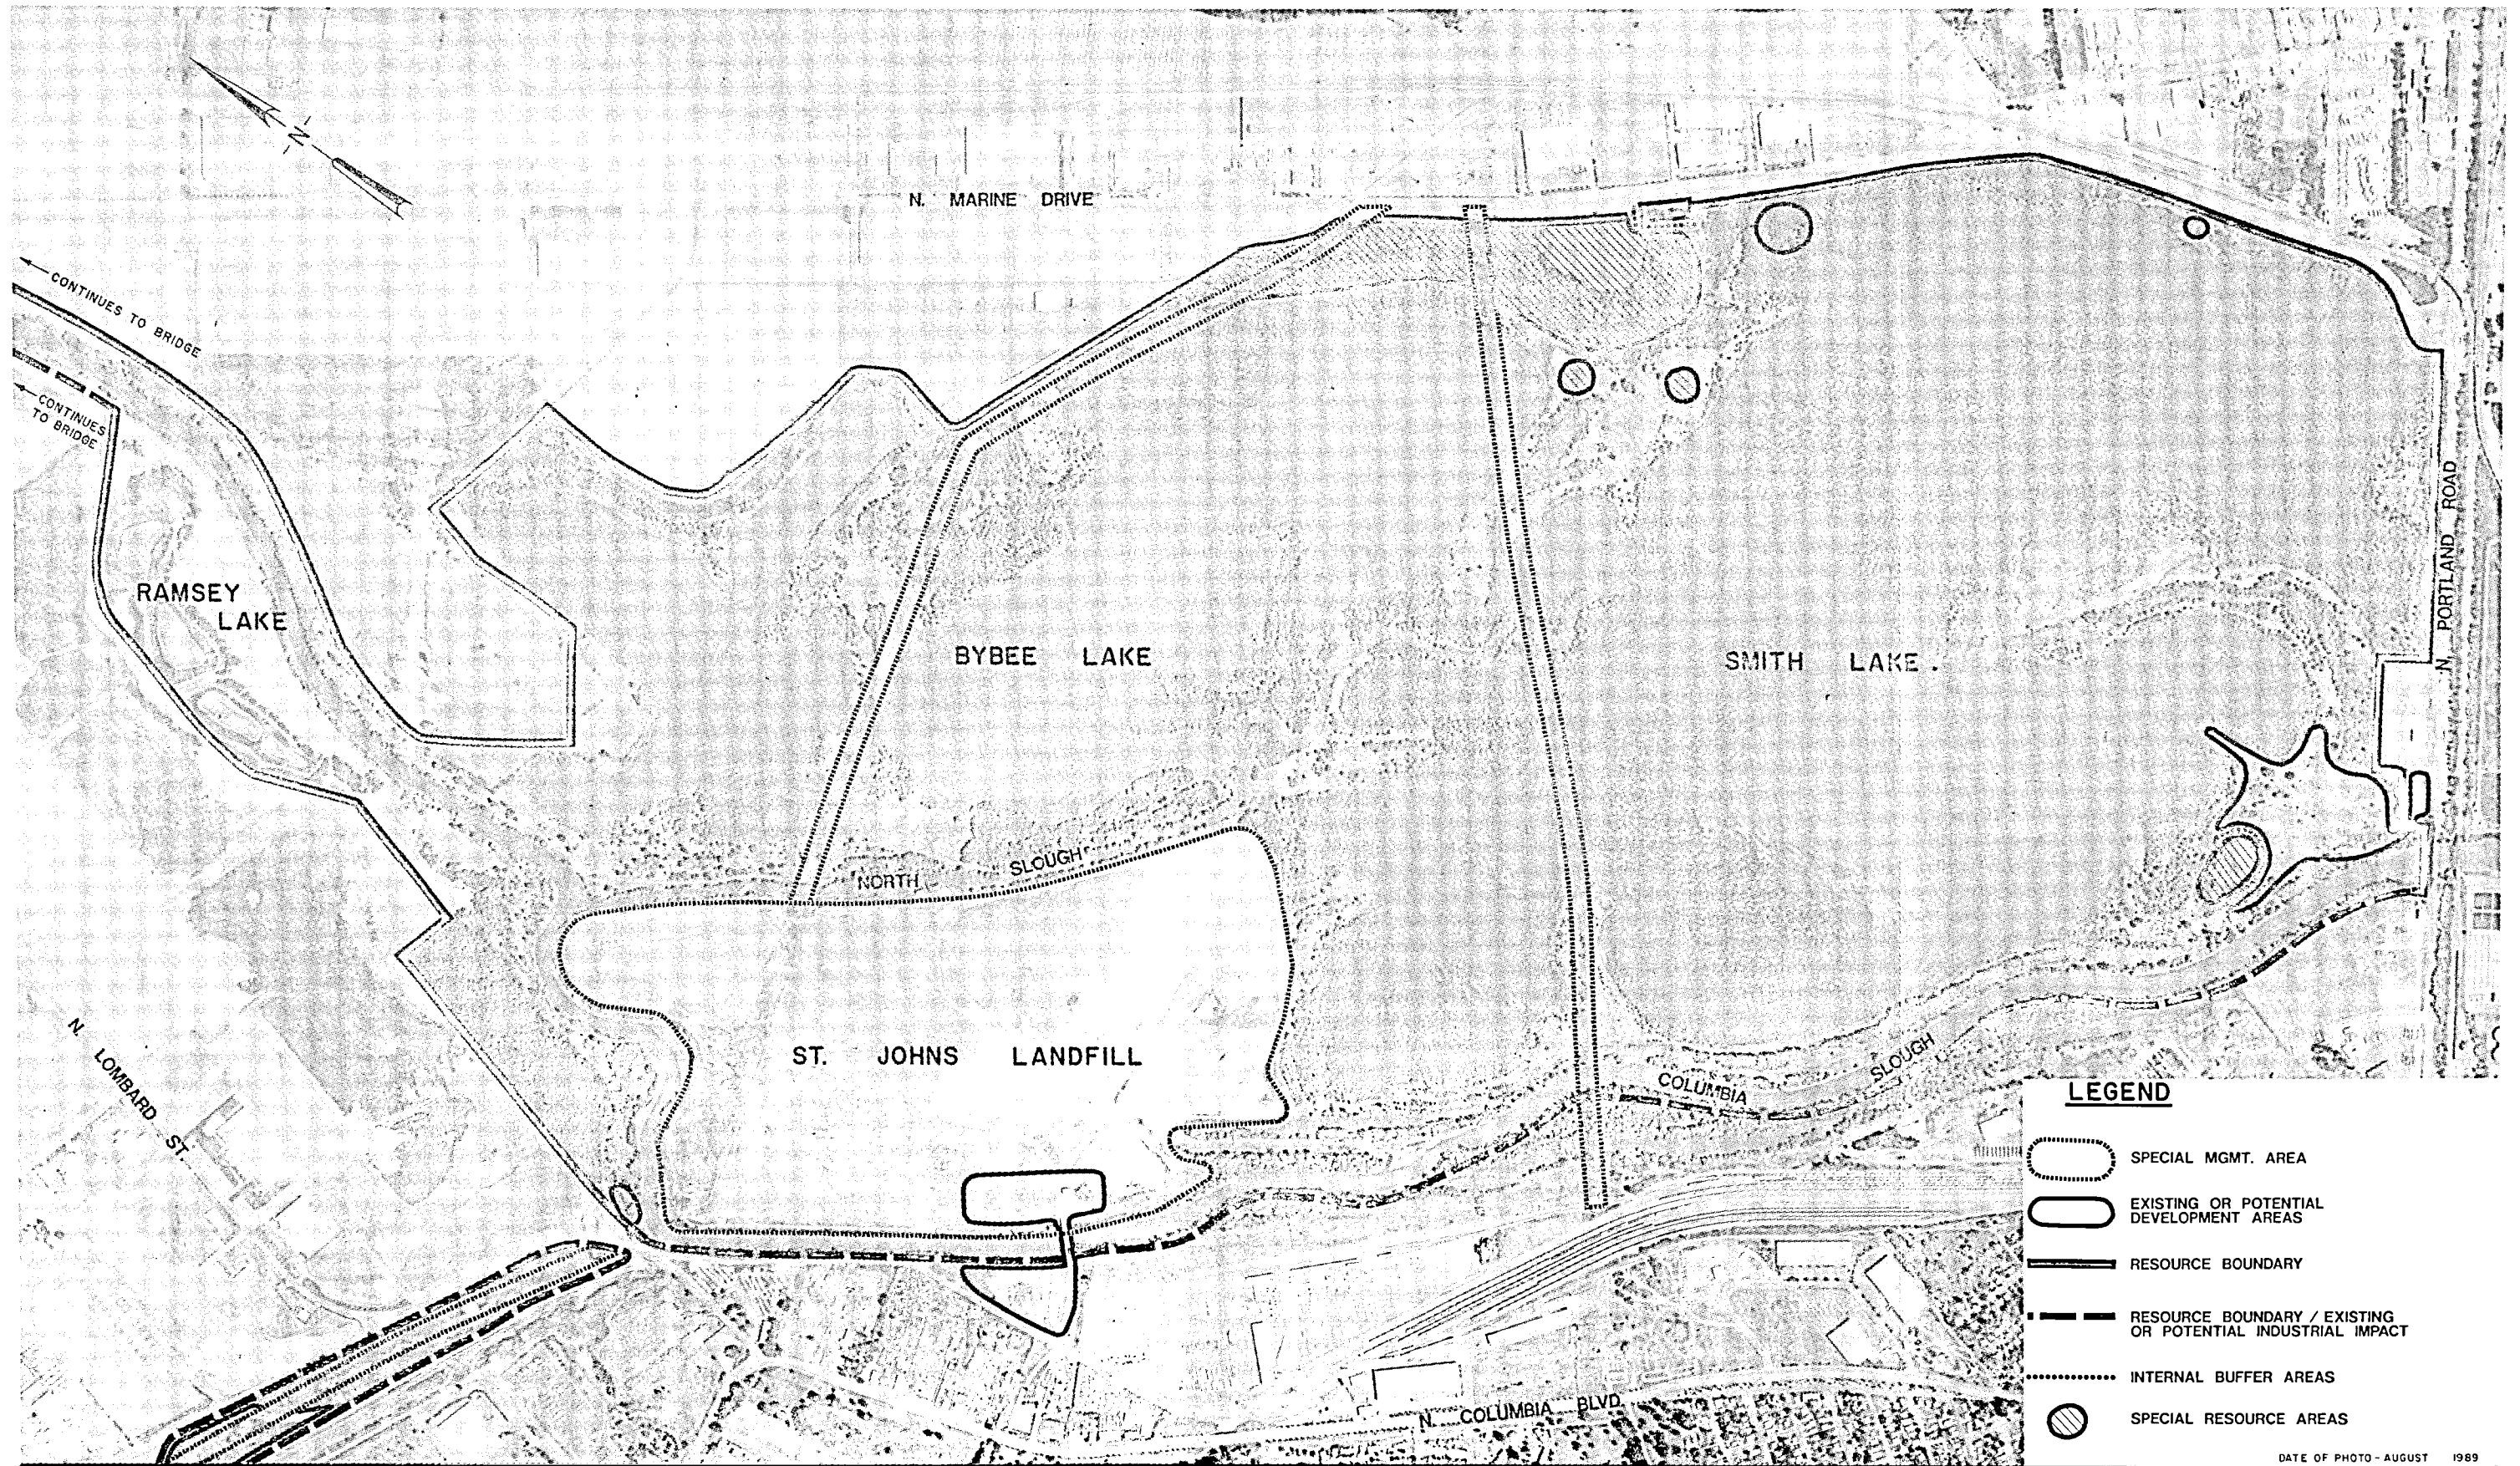 N
N. MARINE DRIVE
CONTINUES TO BRIDGE
CONTINUES
TO BRIDGE
RAMSEY
LAKE
BYBEE LAKE
SMITH LAKE.
N. PORTLAND ROAD
NORTH SLOUGH
ST. JOHNS LANDFILL
N. LOMBARD ST.
COLUMBIA SLOUGH
N. COLUMBIA BLVD.
LEGEND
SPECIAL MGMT. AREA
EXISTING OR POTENTIAL
DEVELOPMENT AREAS
RESOURCE BOUNDARY
RESOURCE BOUNDARY / EXISTING
OR POTENTIAL INDUSTRIAL IMPACT
INTERNAL BUFFER AREAS
SPECIAL RESOURCE AREAS
DATE OF PHOTO - AUGUST 1989